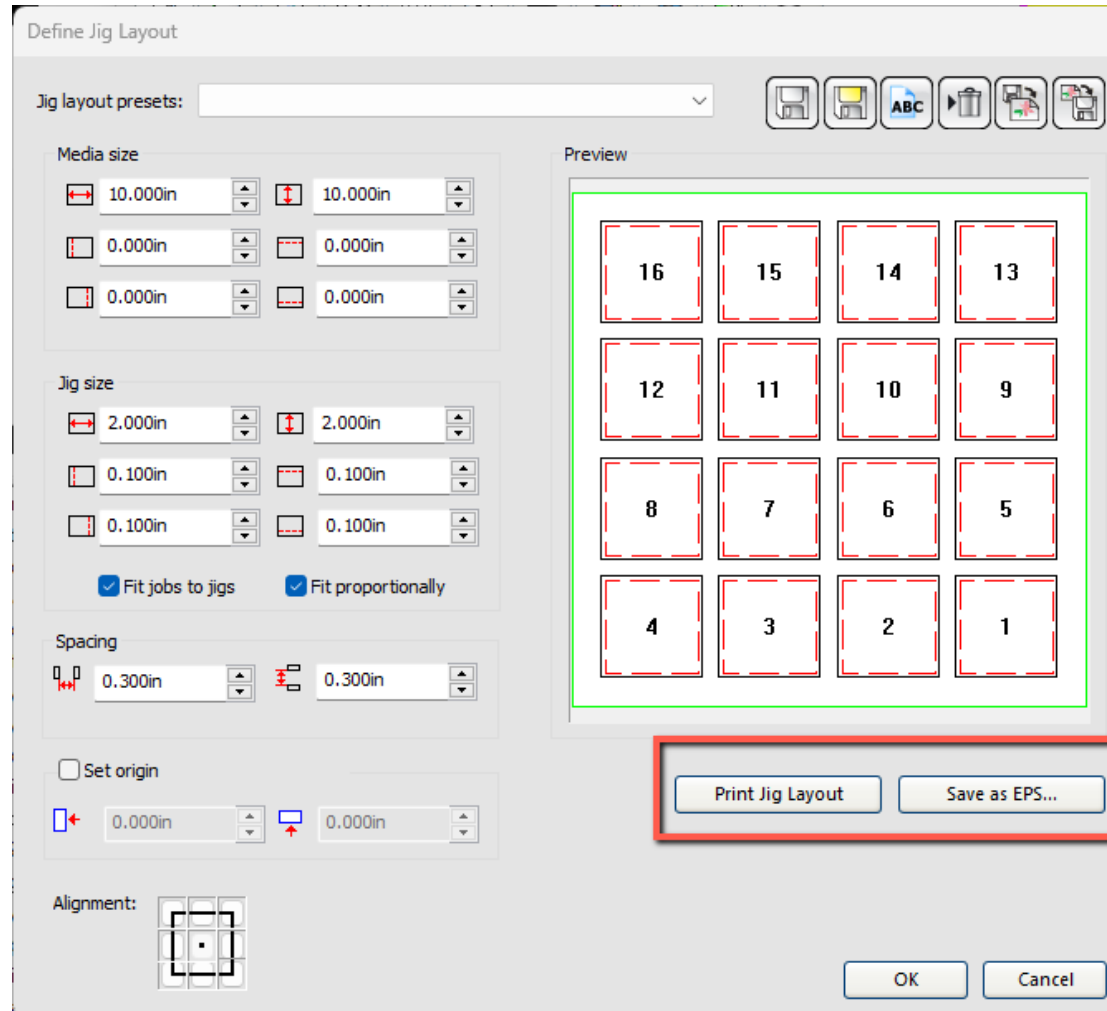 Define Jig Layout
Jig layout presets:
ABC
Media size
10.000in 10.000in
0.000in 0.000in
0.000in 0.000in
Jig size
2.000in 2.000in
0.100in 0.100in
0.100in 0.100in
Fit jobs to jigs Fit proportionally
Spacing
0.300in 0.300in
Set origin
0.000in 0.000in
Alignment:
Preview
16 15 14 13
12 11 10 9
8 7 6 5
4 3 2 1
Print Jig Layout Save as EPS...
OK Cancel